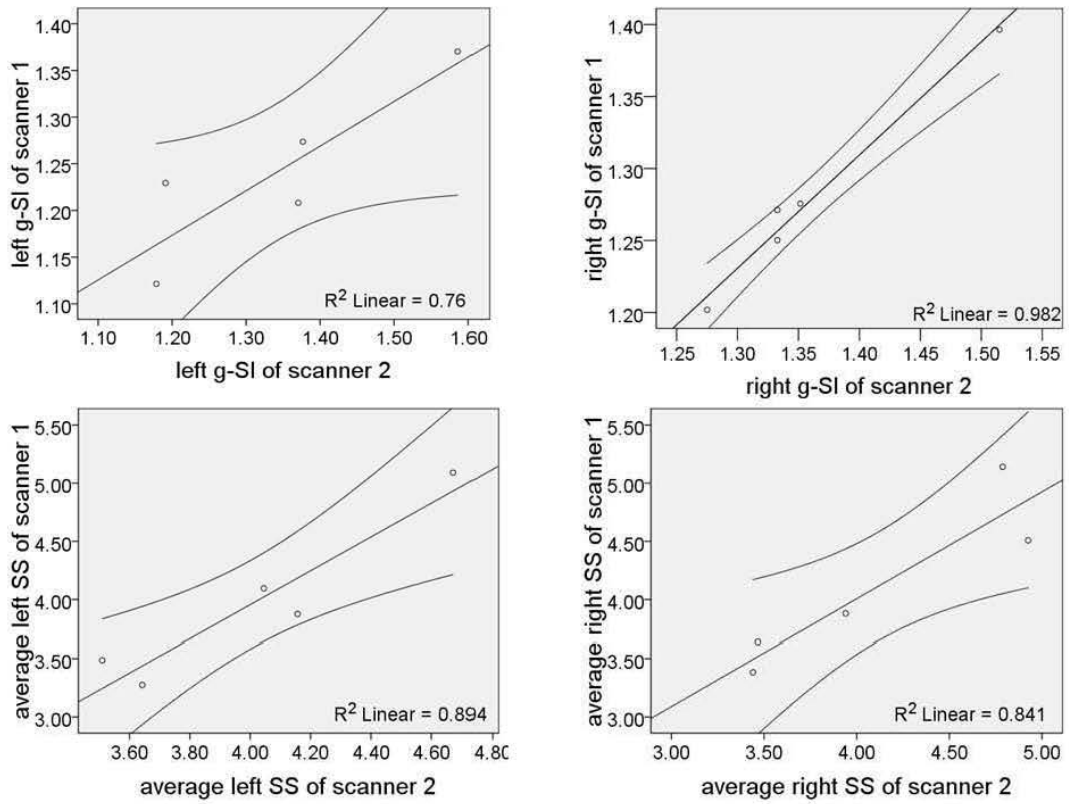 1.40
1.35
1.30
1.25
1.20
1.15
1.10
left g-SI of scanner 1
R² Linear = 0.76
1.10 1.20 1.30 1.40 1.50 1.60
left g-SI of scanner 2
1.40
1.35
1.30
1.25
1.20
right g-SI of scanner 1
R² Linear = 0.982
1.25 1.30 1.35 1.40 1.45 1.50 1.55
right g-SI of scanner 2
5.50
5.00
4.50
4.00
3.50
3.00
average left SS of scanner 1
R² Linear = 0.894
3.60 3.80 4.00 4.20 4.40 4.60 4.80
average left SS of scanner 2
5.50
5.00
4.50
4.00
3.50
3.00
average right SS of scanner 1
R² Linear = 0.841
3.00 3.50 4.00 4.50 5.00
average right SS of scanner 2